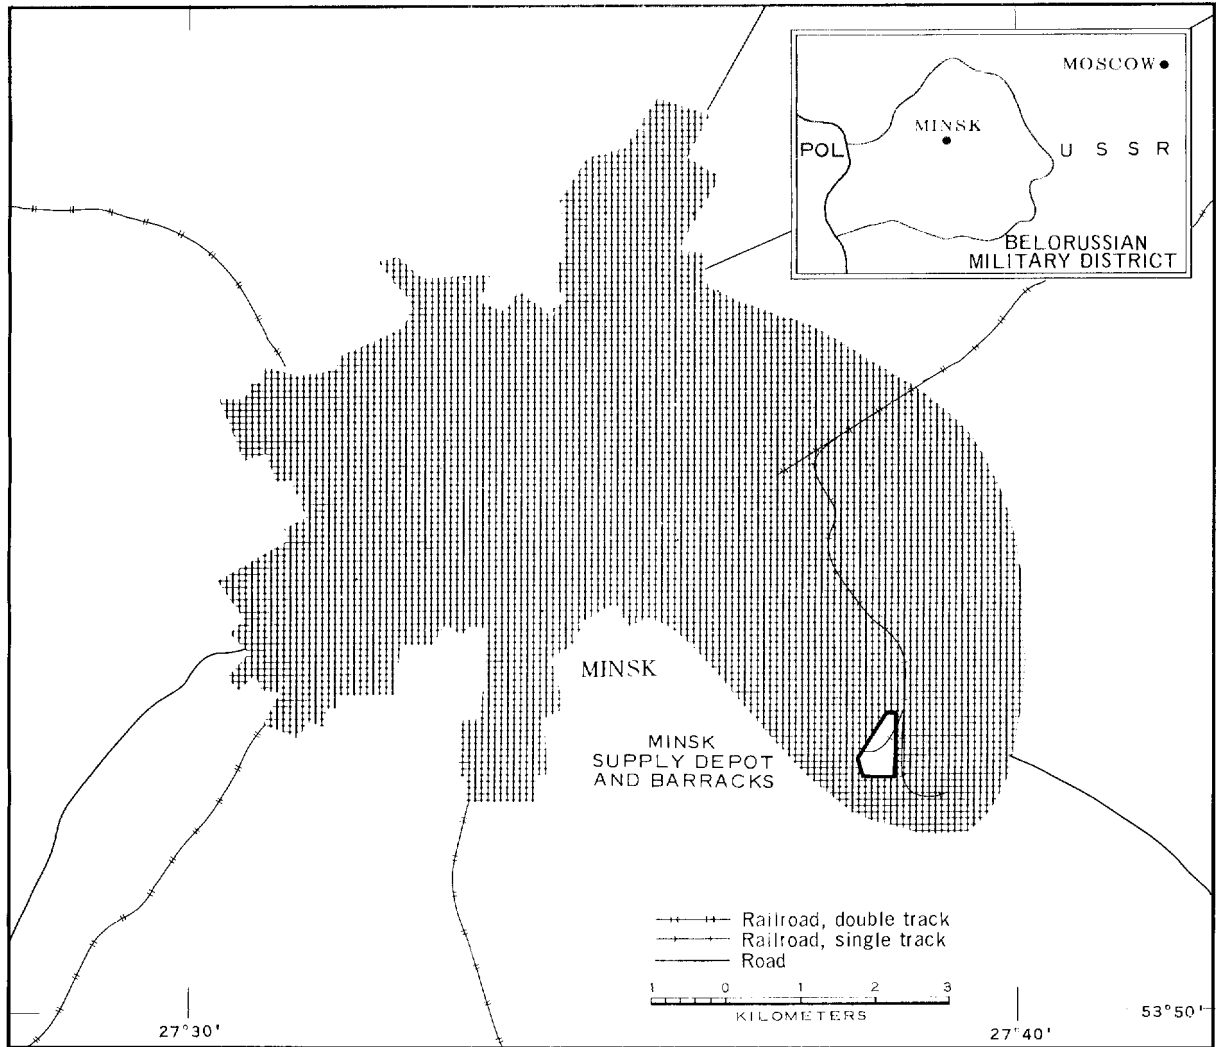 MOSCOW
MINSK
POL
U S S R
BELORUSSIAN
MILITARY DISTRICT
MINSK
MINSK
SUPPLY DEPOT
AND BARRACKS
Railroad, double track
Railroad, single track
Road
1 0 1 2 3
KILOMETERS
53°50'
27°30'
27°40'